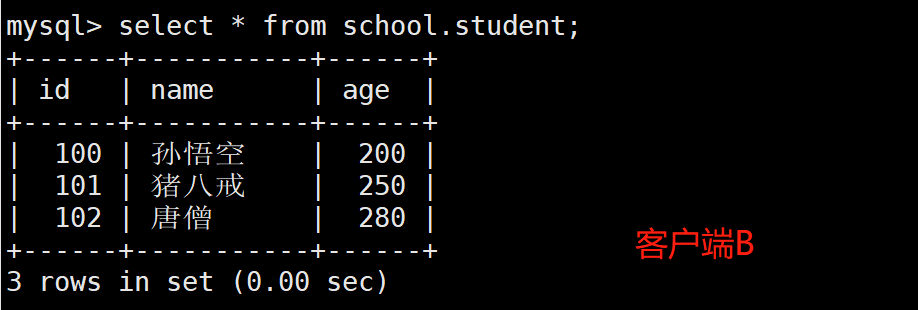 mysql> select * from school.student;
+------+-----------+------+
| id   | name      | age  |
+------+-----------+------+
|  100 | 孙悟空    |  200 |
|  101 | 猪八戒    |  250 |
|  102 | 唐僧      |  280 |
+------+-----------+------+
客户端B
3 rows in set (0.00 sec)